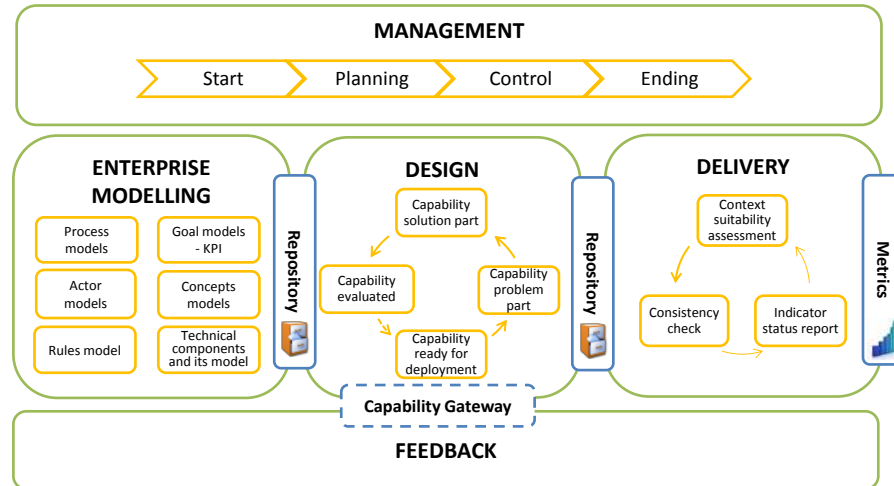 MANAGEMENT
Start
Planning
Control
Ending
ENTERPRISE
MODELLING
Process
models
Goal models
- KPI
Actor
models
Concepts
models
Rules model
Technical
components
and its model
Repository
DESIGN
Capability
solution part
Capability
evaluated
Capability
problem
part
Capability
ready for
deployment
Repository
DELIVERY
Context
suitability
assessment
Consistency
check
Indicator
status report
Metrics
Capability Gateway
FEEDBACK